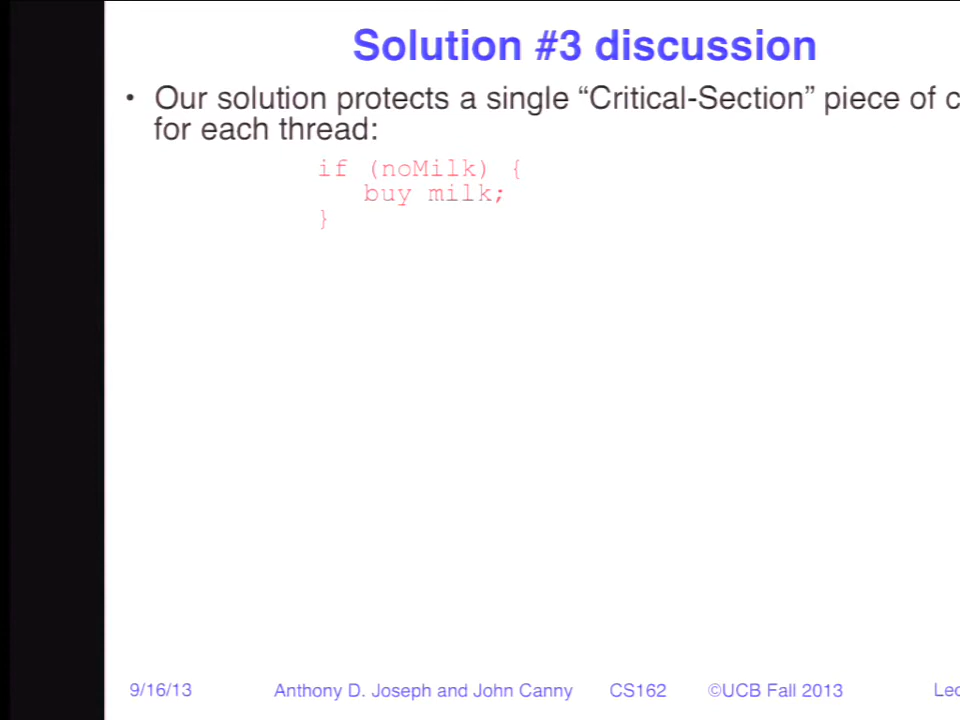 Solution #3 discussion
• Our solution protects a single “Critical-Section” piece of
for each thread:
if (noMilk) {
buy milk;
}
9/16/13 Anthony D. Joseph and John Canny CS162 ©UCB Fall 2013